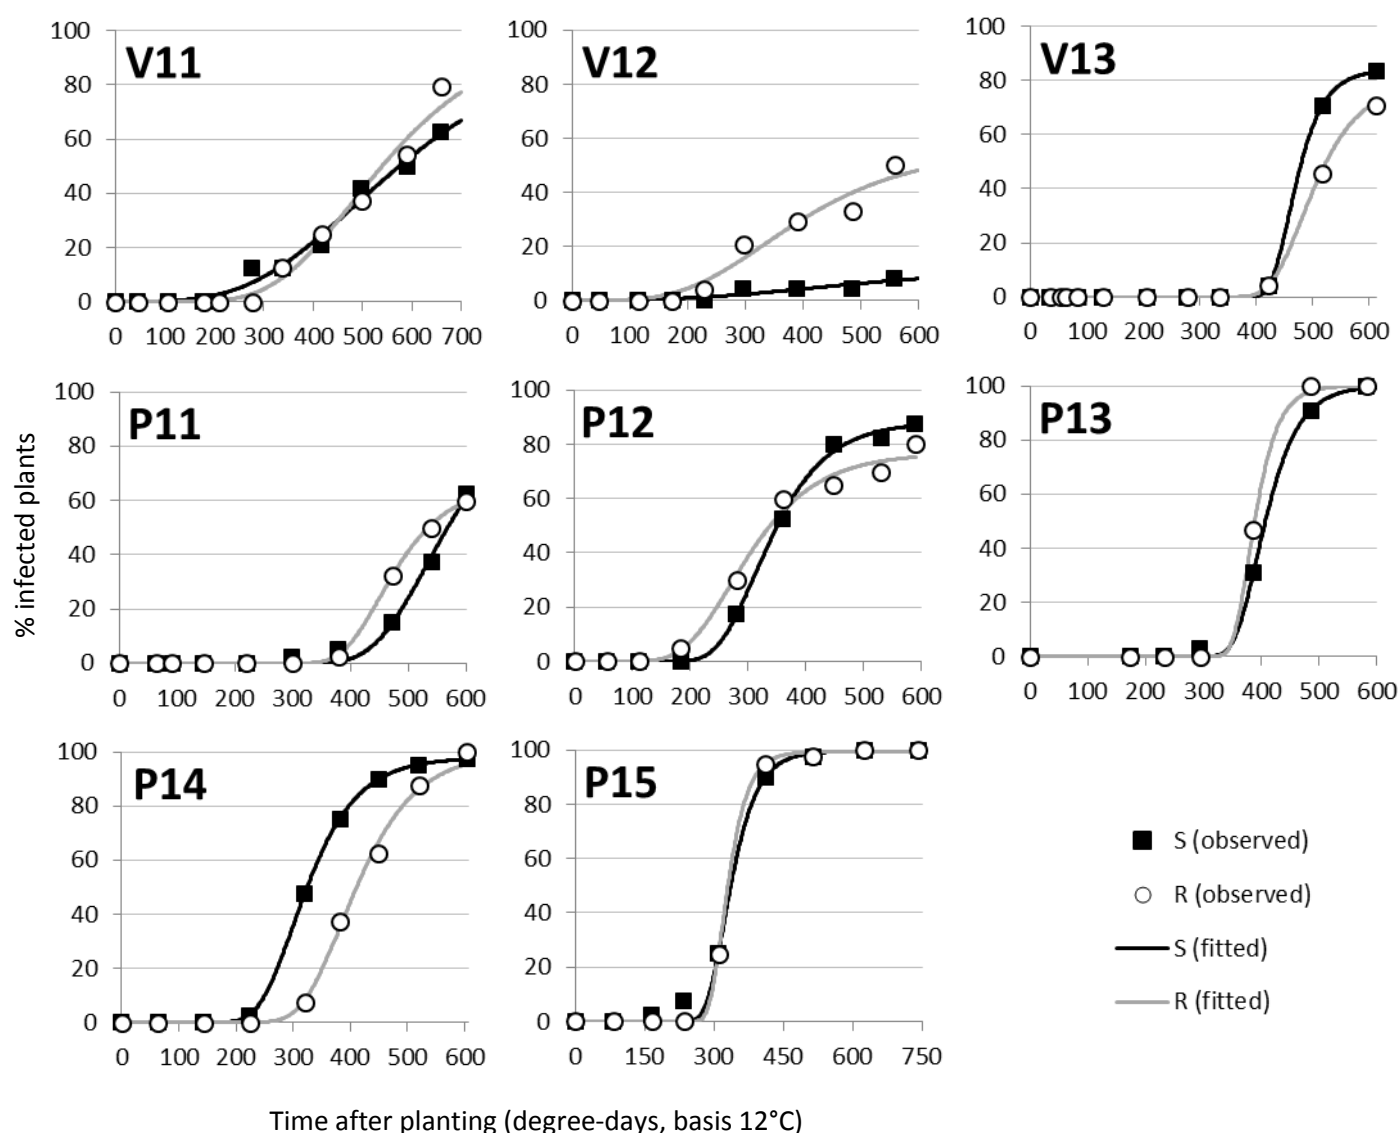 V11
100
80
60
40
20
0
0 100 200 300 400 500 600 700
V12
100
80
60
40
20
0
0 100 200 300 400 500 600
V13
100
80
60
40
20
0
0 100 200 300 400 500 600
% infected plants
P11
100
80
60
40
20
0
0 100 200 300 400 500 600
P12
100
80
60
40
20
0
0 100 200 300 400 500 600
P13
100
80
60
40
20
0
0 100 200 300 400 500 600
P14
100
80
60
40
20
0
0 100 200 300 400 500 600
P15
100
80
60
40
20
0
0 150 300 450 600 750
S (observed)
R (observed)
S (fitted)
R (fitted)
Time after planting (degree-days, basis 12°C)